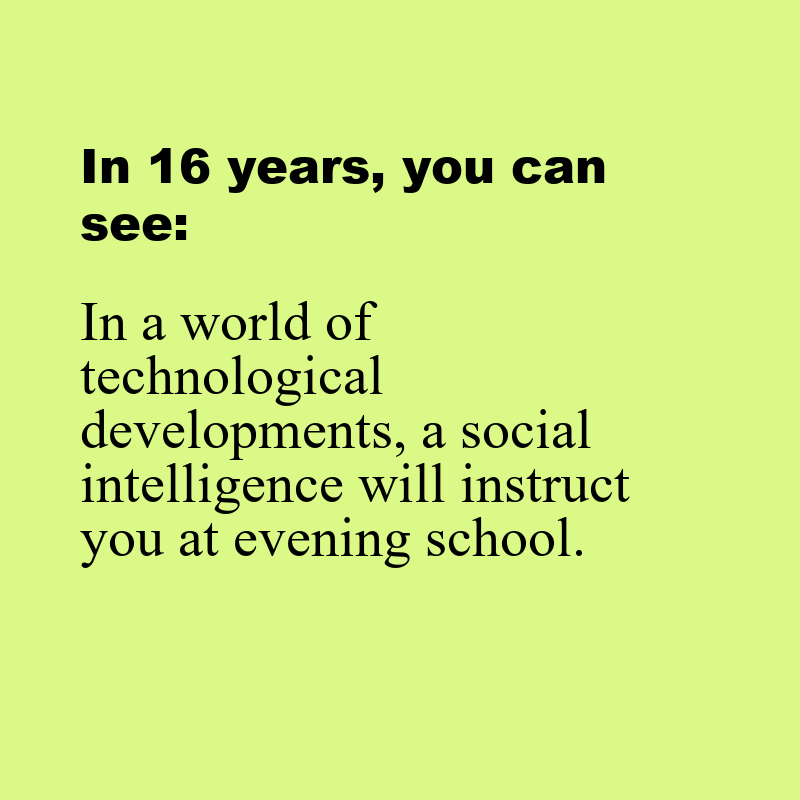 In 16 years, you can
see:
In a world of
technological
developments, a social
intelligence will instruct
you at evening school.